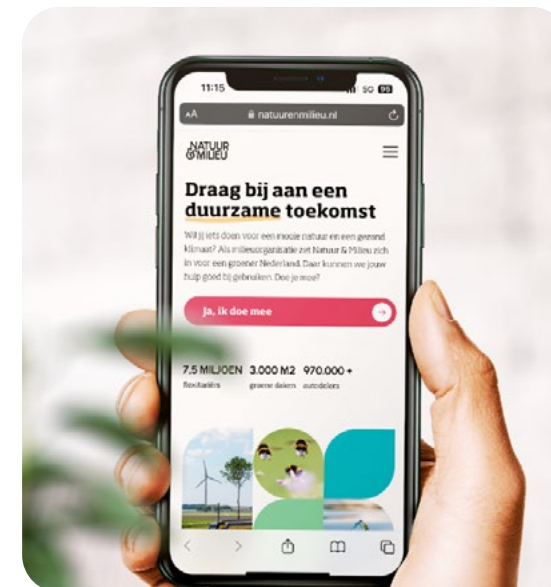 11:15
5G 95
AA natuurenmilieu.nl
NATUUR
&MILIEU
Draag bij aan een
duurzame toekomst
Wil jij iets doen voor een mooie natuur en een gezond
klimaat? Als milieuorganisatie zet Natuur & Milieu zich
in voor een groener Nederland. Daar kunnen we jouw
hulp goed bij gebruiken. Doe je mee?
Ja, ik doe mee
7,5 MILJOEN 3.000 M2 970.000 +
flexitariërs groene daken autodelers